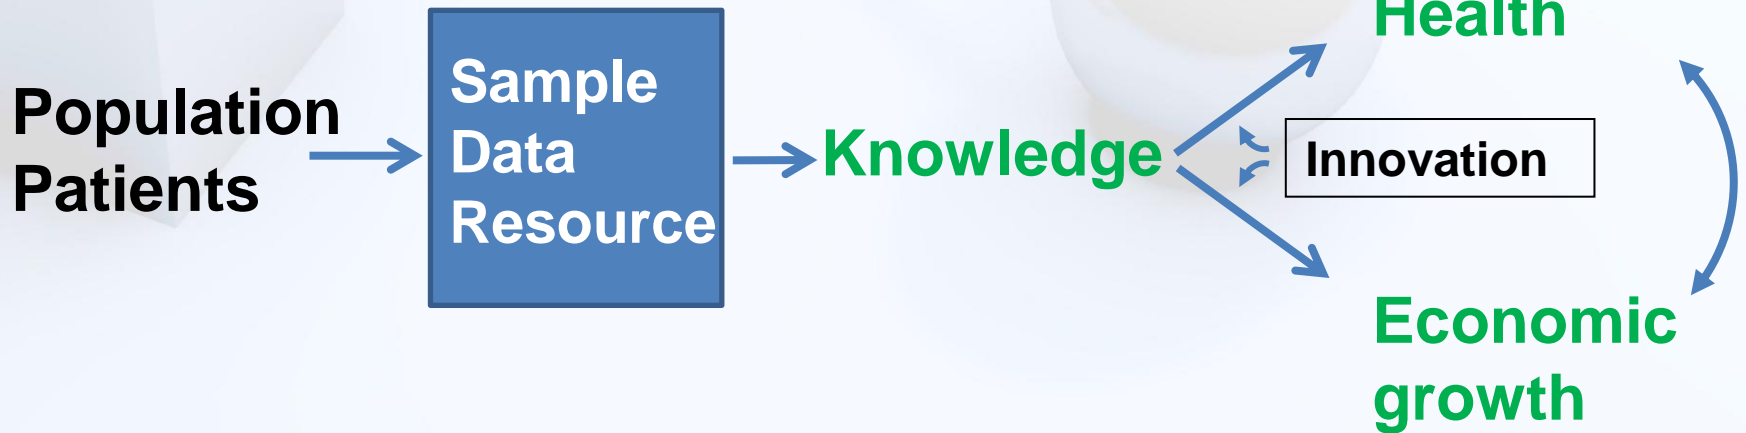 Population
Patients
Sample
Data
Resource
Knowledge
Health
Innovation
Economic
growth